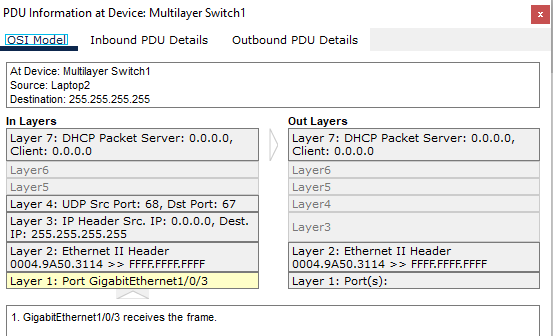 PDU Information at Device: Multilayer Switch1
x
OSI Model Inbound PDU Details Outbound PDU Details
At Device: Multilayer Switch1
Source: Laptop2
Destination: 255.255.255.255
In Layers
Layer 7: DHCP Packet Server: 0.0.0.0,
Client: 0.0.0.0
Layer6
Layer5
Layer 4: UDP Src Port: 68, Dst Port: 67
Layer 3: IP Header Src. IP: 0.0.0.0, Dest.
IP: 255.255.255.255
Layer 2: Ethernet II Header
0004.9A50.3114 >> FFFF.FFFF.FFFF
Layer 1: Port GigabitEthernet1/0/3
Out Layers
Layer 7: DHCP Packet Server: 0.0.0.0,
Client: 0.0.0.0
Layer6
Layer5
Layer4
Layer3
Layer 2: Ethernet II Header
0004.9A50.3114 >> FFFF.FFFF.FFFF
Layer 1: Port(s):
1. GigabitEthernet1/0/3 receives the frame.